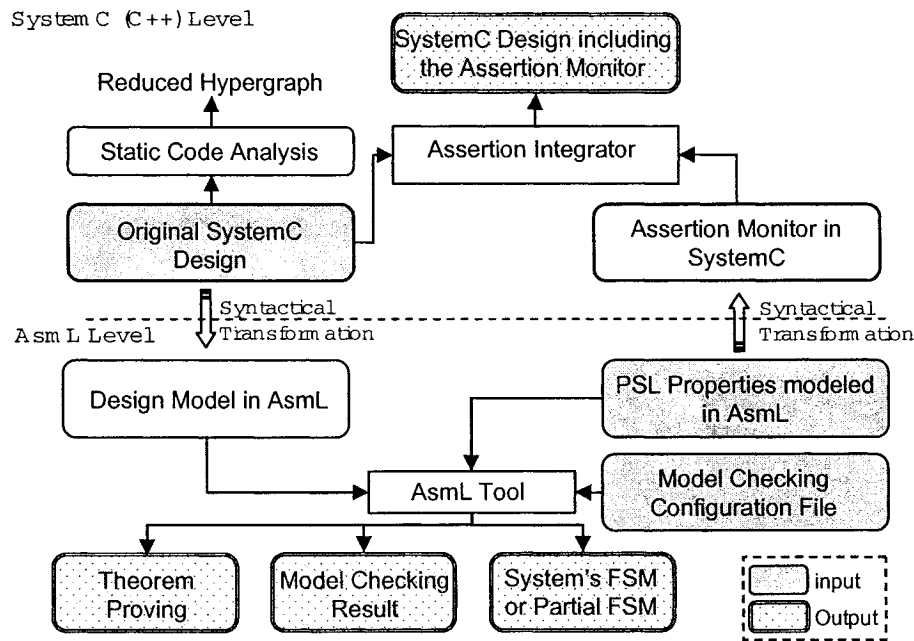 SystemC (C++) Level
SystemC Design including
the Assertion Monitor
Reduced Hypergraph
Static Code Analysis
Assertion Integrator
Original SystemC
Design
Assertion Monitor in
SystemC
Syntactical
Transformation
Syntactical
Transformation
AsmL Level
Design Model in AsmL
PSL Properties modeled
in AsmL
AsmL Tool
Model Checking
Configuration File
Theorem
Proving
Model Checking
Result
System's FSM
or Partial FSM
input
Output